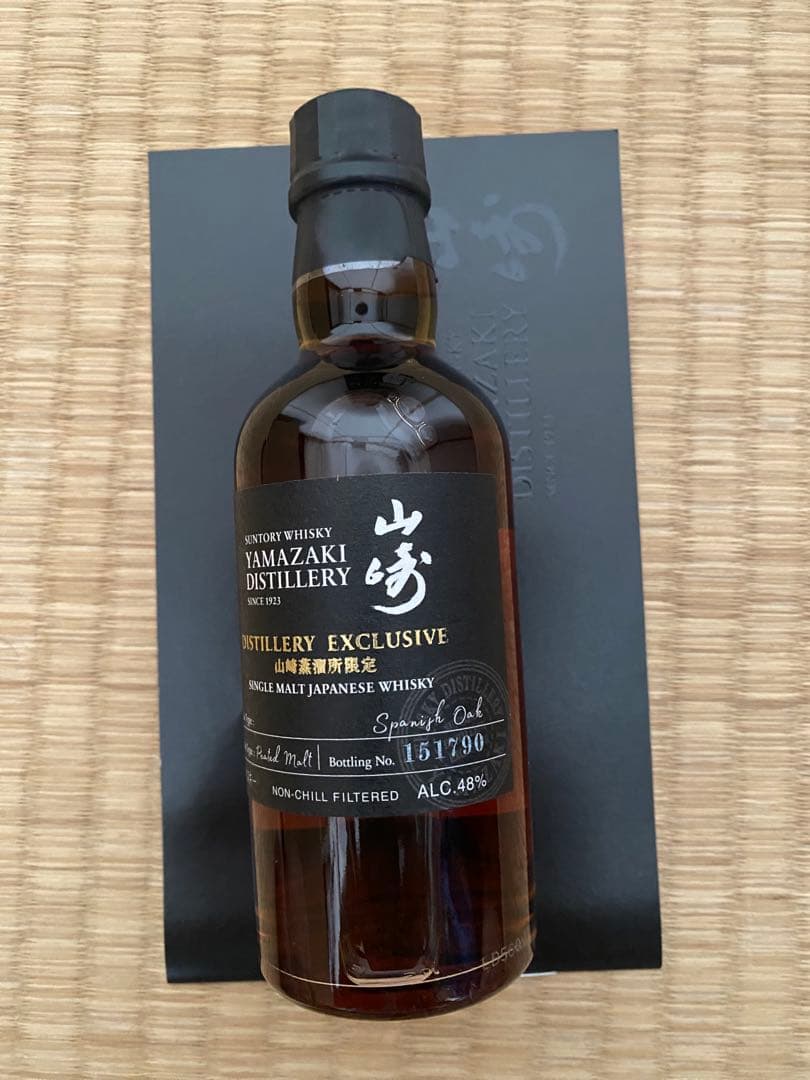 SUNTORY WHISKY
YAMAZAKI
DISTILLERY
SINCE 1923
山崎
DISTILLERY EXCLUSIVE
山崎蒸溜所限定
SINGLE MALT JAPANESE WHISKY
Spanish Oak
Peated Malt
Bottling No. 151790
NON-CHILL FILTERED ALC.48%
DISTILLERY